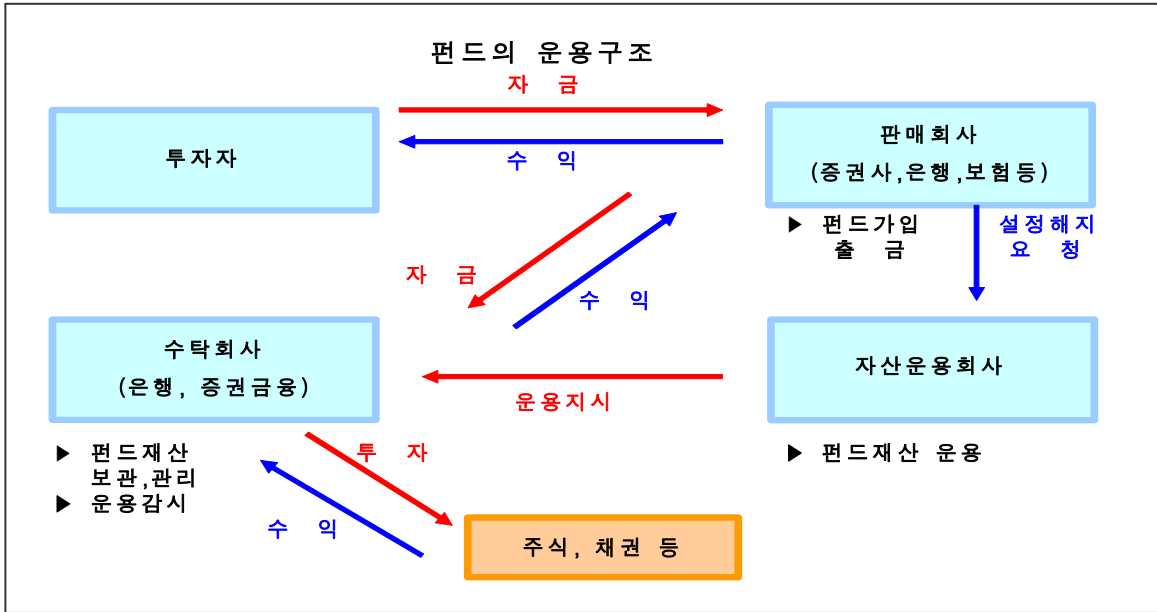 펀드의 운용구조
자 금
투자자
수 익
판매회사
(증권사,은행,보험등)
▶ 펀드가입
출 금
설정해지
요 청
자 금
수 익
수탁회사
(은행, 증권금융)
자산운용회사
운용지시
▶ 펀드재산
보관,관리
▶ 운용감시
투 자
▶ 펀드재산 운용
수 익
주식, 채권 등